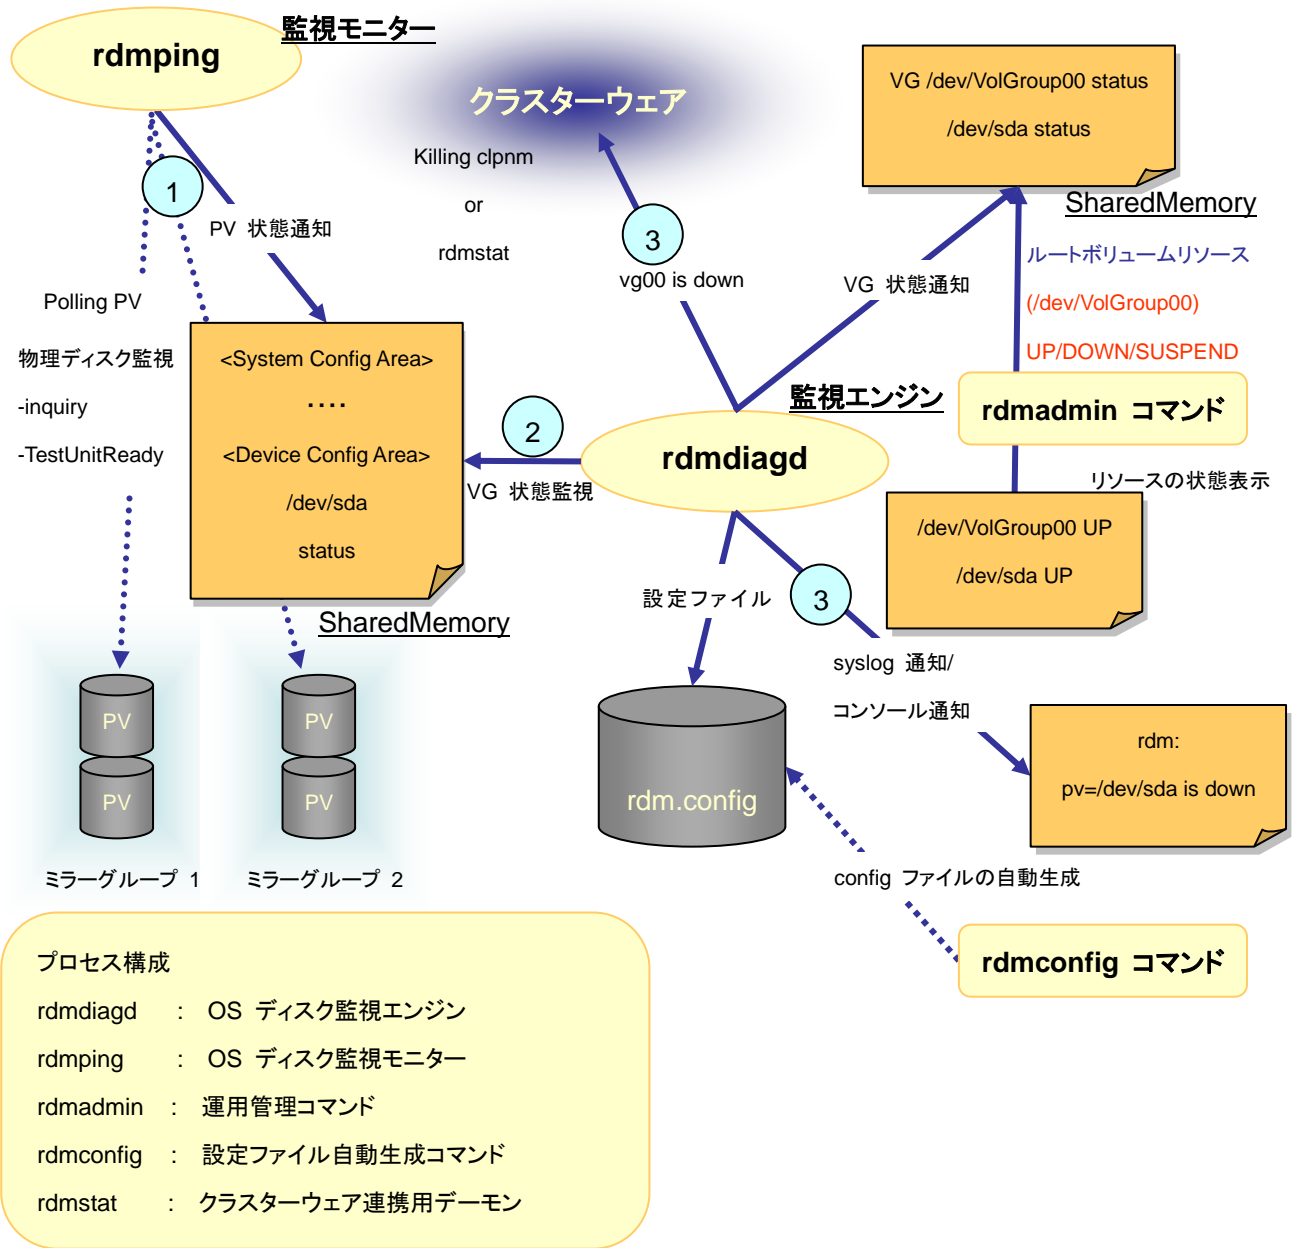 rdmping
監視モニター
クラスターウェア
Killing clpnm
or
rdmstat
1
PV 状態通知
3
vg00 is down
VG 状態通知
VG /dev/VolGroup00 status
/dev/sda status
SharedMemory
ルートボリュームリソース
(/dev/VolGroup00)
UP/DOWN/SUSPEND
rdmadmin コマンド
リソースの状態表示
/dev/VolGroup00 UP
/dev/sda UP
Polling PV
物理ディスク監視
-inquiry
-TestUnitReady
<System Config Area>
....
<Device Config Area>
/dev/sda
status
SharedMemory
2
VG 状態監視
監視エンジン
rdmdiagd
設定ファイル
3
syslog 通知/
コンソール通知
rdm:
pv=/dev/sda is down
rdm.config
config ファイルの自動生成
rdmconfig コマンド
PV
PV
PV
PV
ミラーグループ 1
ミラーグループ 2
プロセス構成
rdmdiagd : OS ディスク監視エンジン
rdmping : OS ディスク監視モニター
rdmadmin : 運用管理コマンド
rdmconfig : 設定ファイル自動生成コマンド
rdmstat : クラスターウェア連携用デーモン